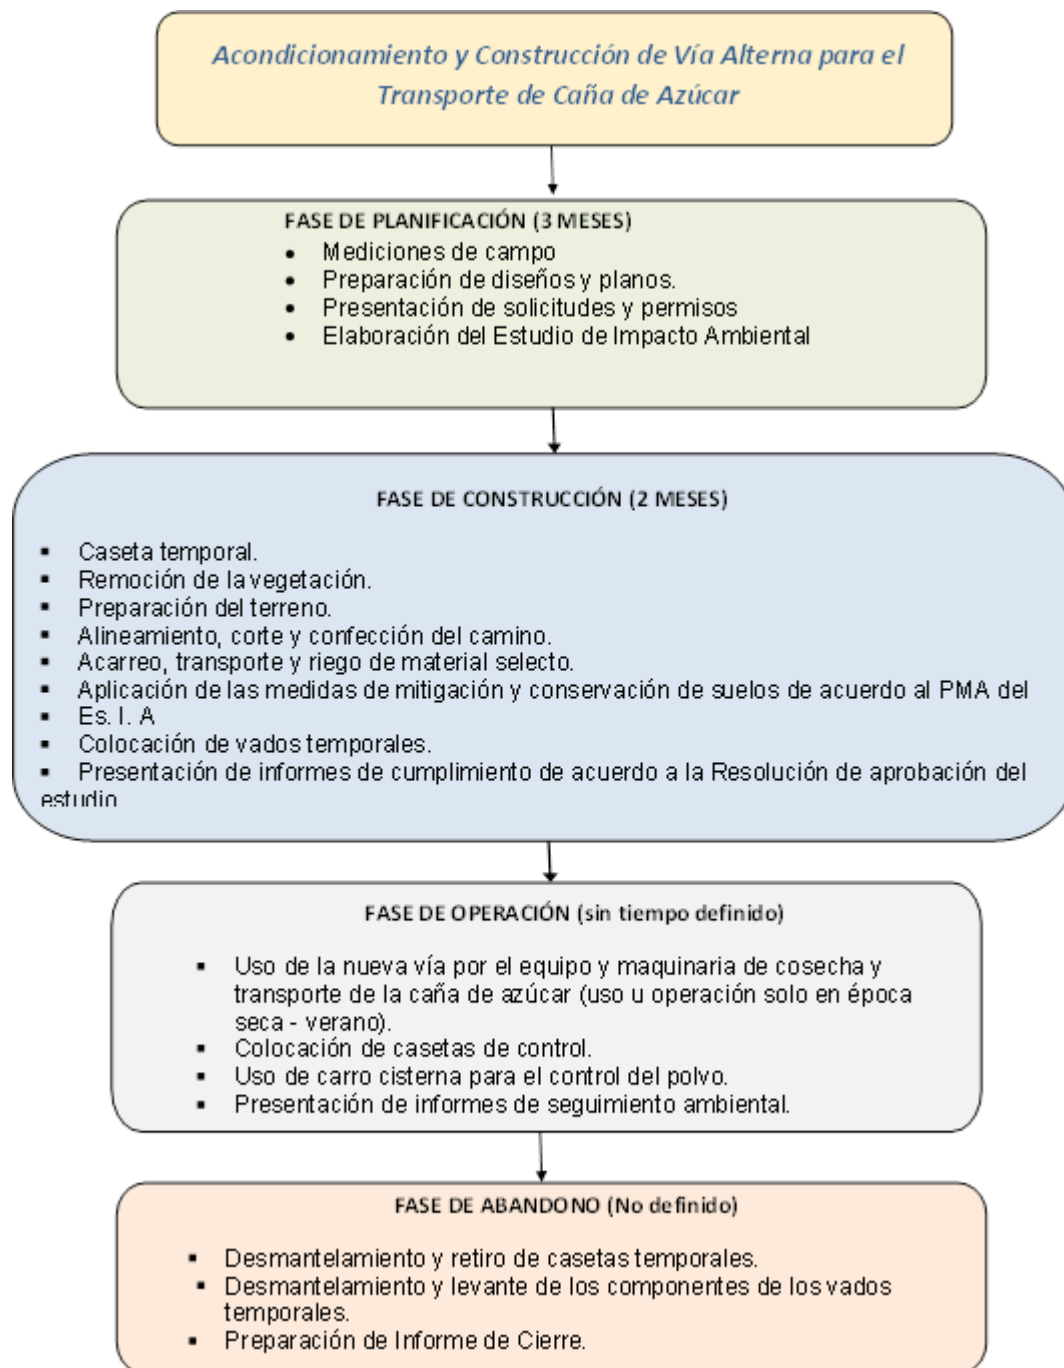 Acondicionamiento y Construcción de Vía Alterna para el
Transporte de Caña de Azúcar
FASE DE PLANIFICACIÓN (3 MESES)
• Mediciones de campo
• Preparación de diseños y planos.
• Presentación de solicitudes y permisos
• Elaboración del Estudio de Impacto Ambiental
FASE DE CONSTRUCCIÓN (2 MESES)
▪ Caseta temporal.
▪ Remoción de la vegetación.
▪ Preparación del terreno.
▪ Alineamiento, corte y confección del camino.
▪ Acarreo, transporte y riego de material selecto.
▪ Aplicación de las medidas de mitigación y conservación de suelos de acuerdo al PMA del
▪ Es. I. A
▪ Colocación de vados temporales.
▪ Presentación de informes de cumplimiento de acuerdo a la Resolución de aprobación del
estudio
FASE DE OPERACIÓN (sin tiempo definido)
▪ Uso de la nueva vía por el equipo y maquinaria de cosecha y
transporte de la caña de azúcar (uso u operación solo en época
seca - verano).
▪ Colocación de casetas de control.
▪ Uso de carro cisterna para el control del polvo.
▪ Presentación de informes de seguimiento ambiental.
FASE DE ABANDONO (No definido)
▪ Desmantelamiento y retiro de casetas temporales.
▪ Desmantelamiento y levante de los componentes de los vados
temporales.
▪ Preparación de Informe de Cierre.